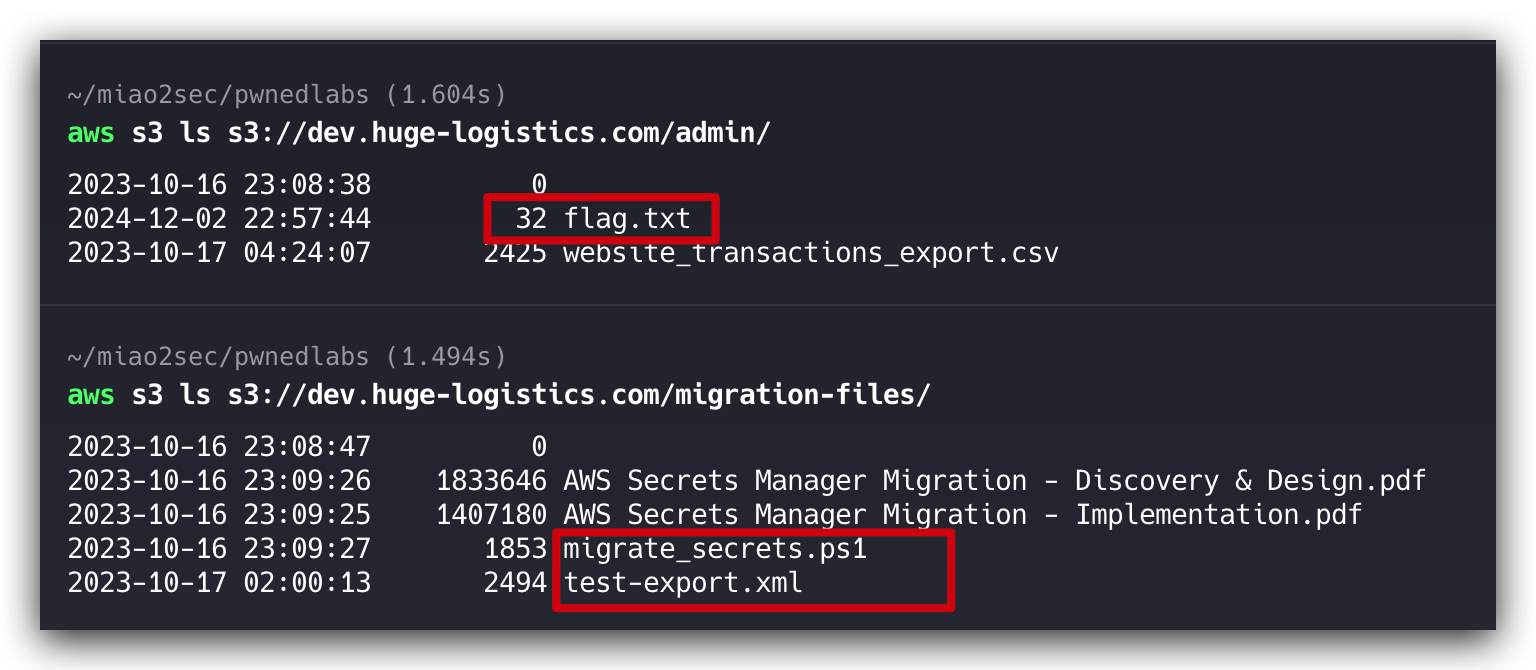 ~/miao2sec/pwnedlabs (1.604s)
aws s3 ls s3://dev.huge-logistics.com/admin/
2023-10-16 23:08:38          0
2024-12-02 22:57:44         32 flag.txt
2023-10-17 04:24:07       2425 website_transactions_export.csv
~/miao2sec/pwnedlabs (1.494s)
aws s3 ls s3://dev.huge-logistics.com/migration-files/
2023-10-16 23:08:47          0
2023-10-16 23:09:26    1833646 AWS Secrets Manager Migration - Discovery & Design.pdf
2023-10-16 23:09:25    1407180 AWS Secrets Manager Migration - Implementation.pdf
2023-10-16 23:09:27       1853 migrate_secrets.ps1
2023-10-17 02:00:13       2494 test-export.xml